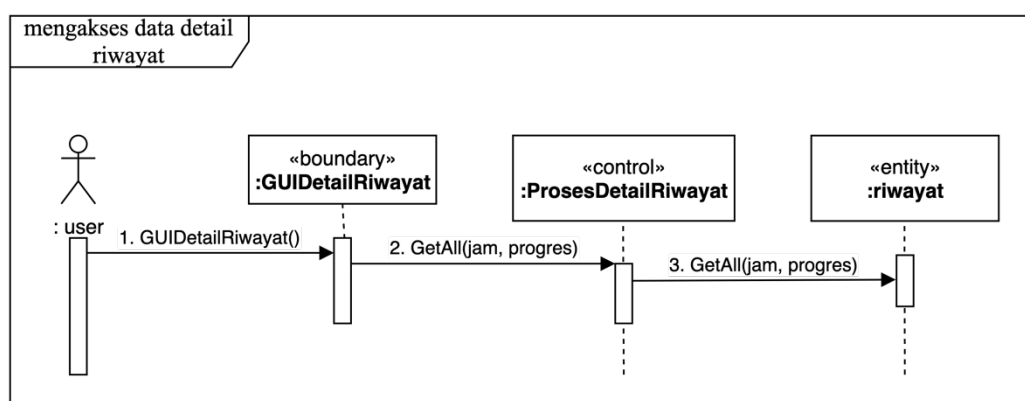 mengakses data detail
riwayat
: user
«boundary»
:GUIDetailRiwayat
«control»
:ProsesDetailRiwayat
«entity»
:riwayat
1. GUIDetailRiwayat()
2. GetAll(jam, progres)
3. GetAll(jam, progres)